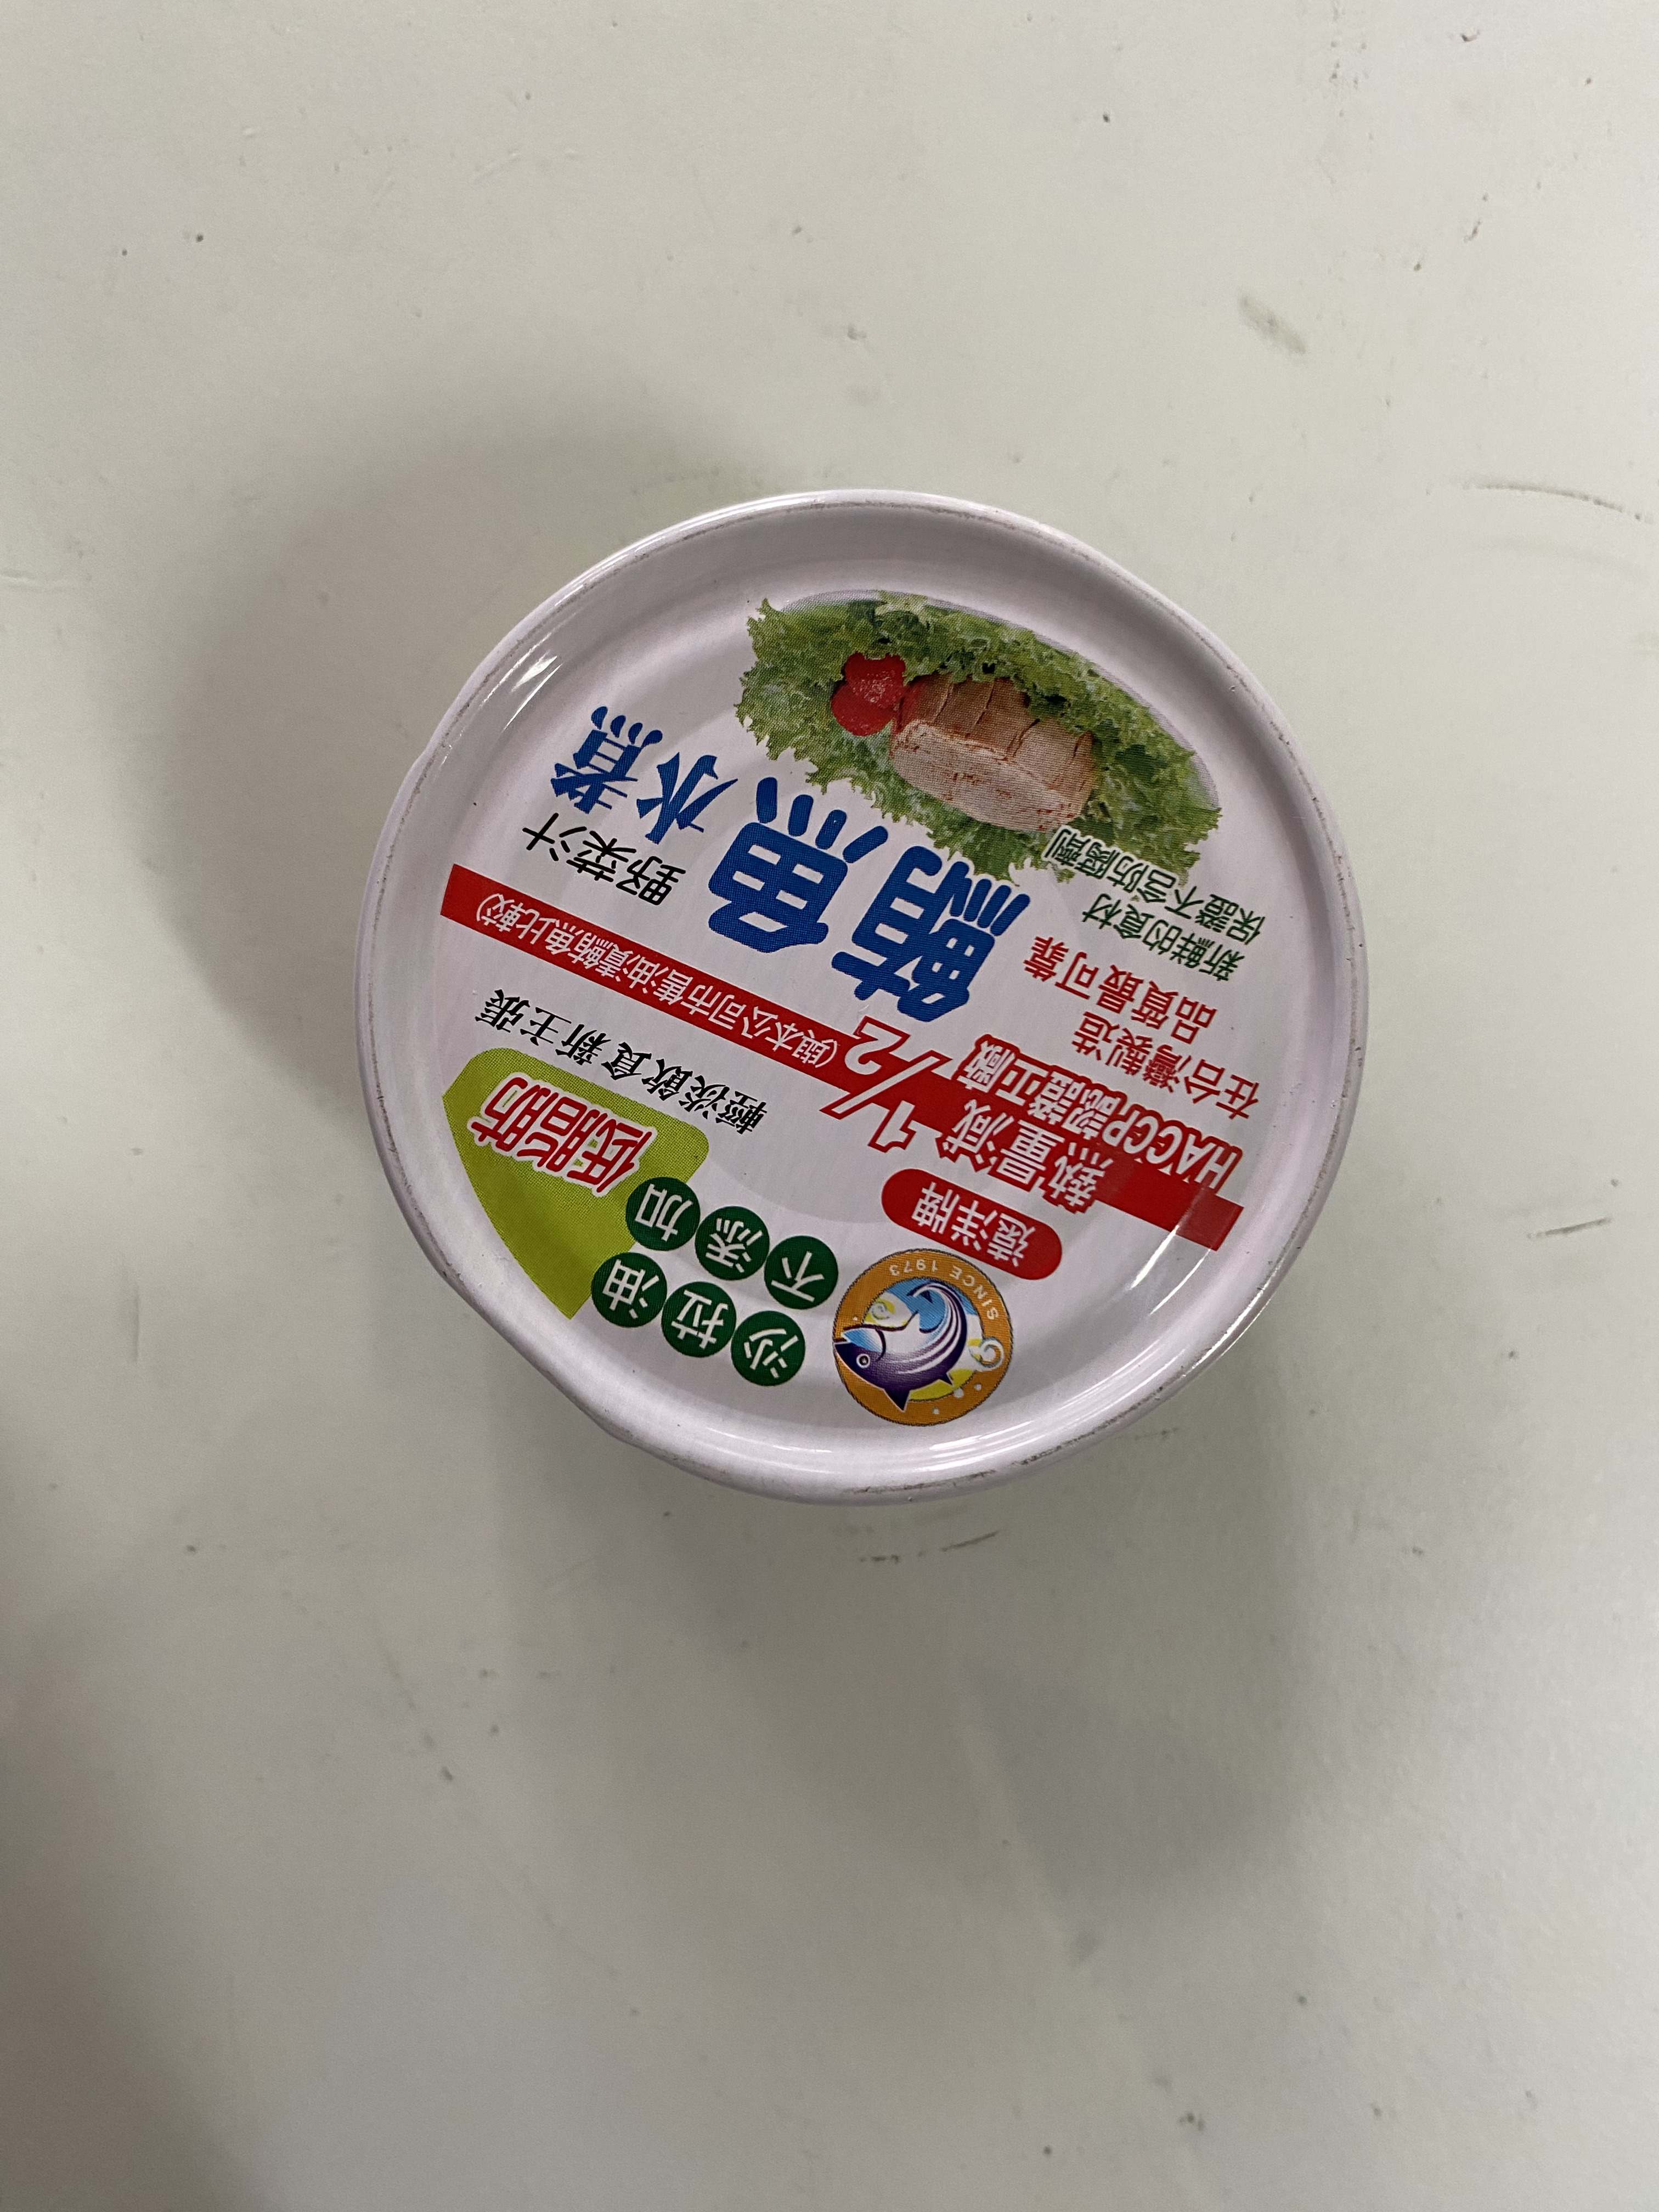 SINCE 1973
遠洋牌
不添加
沙拉油
低脂肪
輕淡飲食新主張
熱量減1/2
(與本公司市售油漬鮪魚比較)
HACCP認證工廠
在台灣製造
品質最可靠
新鮮的食材
保證不含防腐劑
鮪魚
水煮
野菜汁